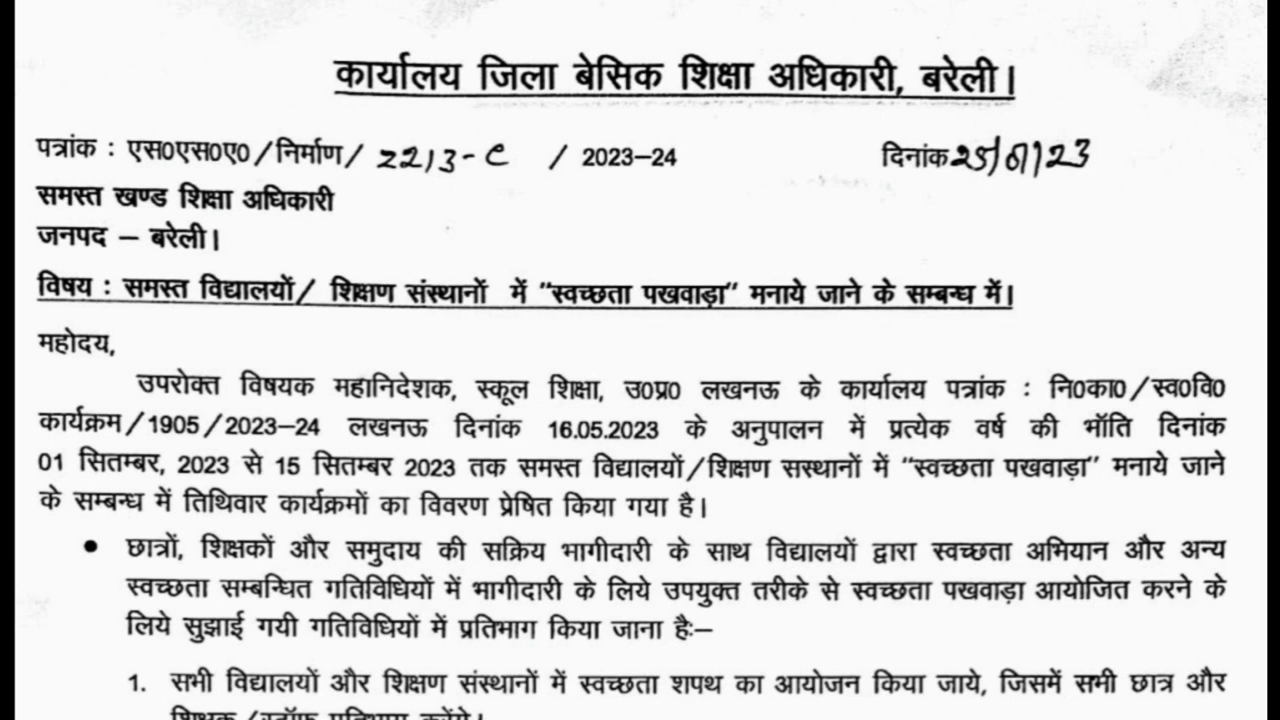 कार्यालय जिला बेसिक शिक्षा अधिकारी, बरेली।
पत्रांक : एस0एस0ए0/निर्माण/ 2213-C / 2023–24 दिनांक
समस्त खण्ड शिक्षा अधिकारी
जनपद – बरेली।
विषय : समस्त विद्यालयों/ शिक्षण संस्थानों में "स्वच्छता पखवाड़ा" मनाये जाने के सम्बन्ध में।
महोदय,
उपरोक्त विषयक महानिदेशक, स्कूल शिक्षा, उ0प्र0 लखनऊ के कार्यालय पत्रांक : नि0का0/स्व0वि0
कार्यक्रम/1905/2023–24 लखनऊ दिनांक 16.05.2023 के अनुपालन में प्रत्येक वर्ष की भॉति दिनांक
01 सितम्बर, 2023 से 15 सितम्बर 2023 तक समस्त विद्यालयों/शिक्षण सस्थानों में "स्वच्छता पखवाड़ा" मनाये जाने
के सम्बन्ध में तिथिवार कार्यक्रमों का विवरण प्रेषित किया गया है।
• छात्रों, शिक्षकों और समुदाय की सक्रिय भागीदारी के साथ विद्यालयों द्वारा स्वच्छता अभियान और अन्य
स्वच्छता सम्बन्धित गतिविधियों में भागीदारी के लिये उपयुक्त तरीके से स्वच्छता पखवाड़ा आयोजित करने के
लिये सुझाई गयी गतिविधियों में प्रतिभाग किया जाना है:–
1. सभी विद्यालयों और शिक्षण संस्थानों में स्वच्छता शपथ का आयोजन किया जाये, जिसमें सभी छात्र और